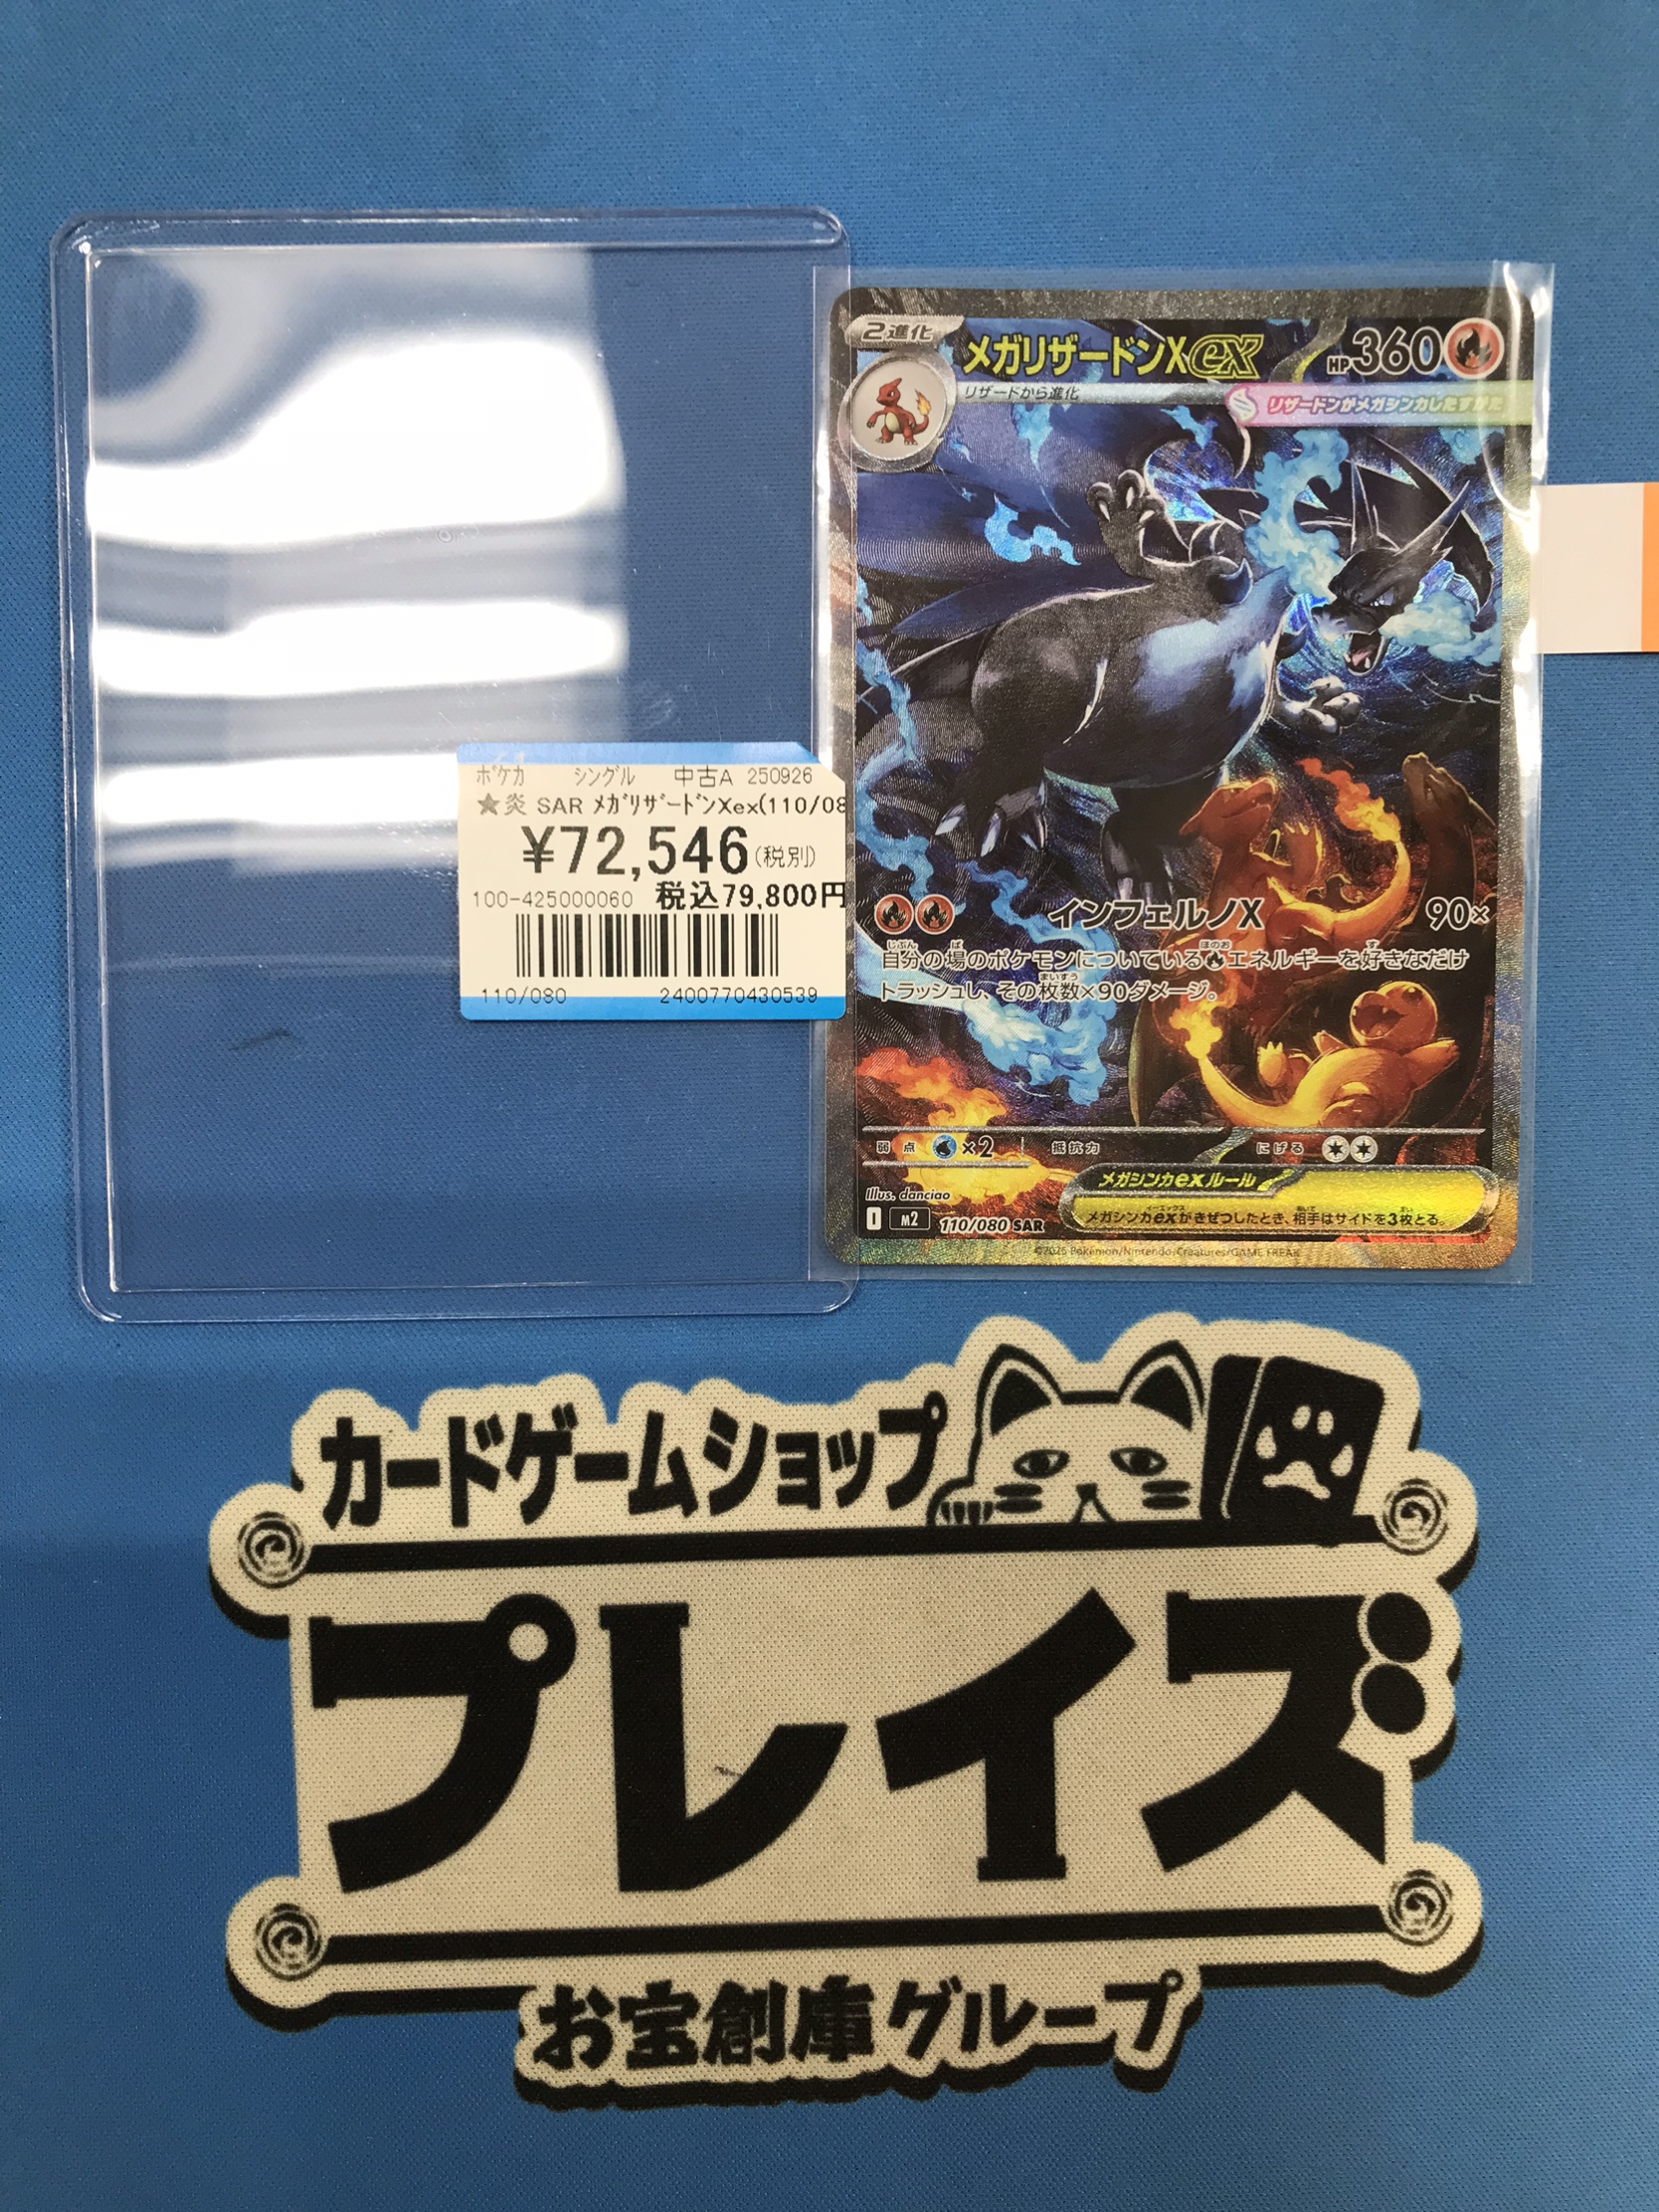 2進化
メガリザードンXex
HP360
リザードから進化
リザードンがメガシンカしたすがた
ポケカ シングル 中古A 250926
★炎 SAR メガリザードンXex(110/08
¥72,546(税別)
100-425000060 税込79,800円
110/080 2400770430539
インフェルノX 90×
自分の場のポケモンについているエネルギーを好きなだけ
トラッシュし、その枚数×90ダメージ。
弱点 ×2 抵抗力 にげる
メガシンカexルール
メガシンカexがきぜつしたとき、相手はサイドを3枚とる。
Illus. danciao
I M2 110/080 SAR
©2025 Pokémon/Nintendo/Creatures/GAME FREAK
カードゲームショップ
プレイズ
お宝創庫グループ